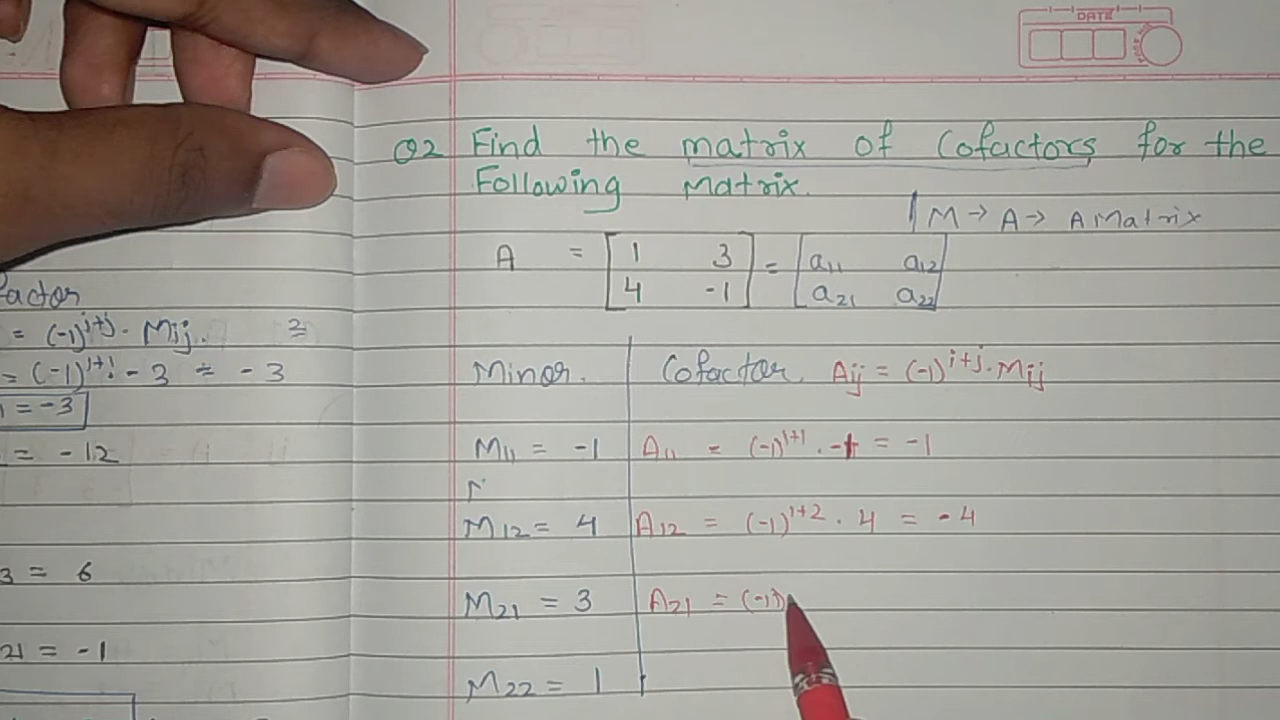 DATE
Q2 Find the matrix of Cofactors for the
Following Matrix.
M → A → A Matrix
A = [1 3 4 -1] = [a11 a12 a21 a22]
factor
= (-1)^i+j · Mij
= (-1)^1+1 · -3 = -3
1 = -3
= -12
3 = 6
21 = -1
Minor. Cofactor. Aij = (-1)^i+j · Mij
M11 = -1 A11 = (-1)^1+1 · -1 = -1
M12 = 4 A12 = (-1)^1+2 · 4 = -4
M21 = 3 A21 = (-1)
M22 = 1